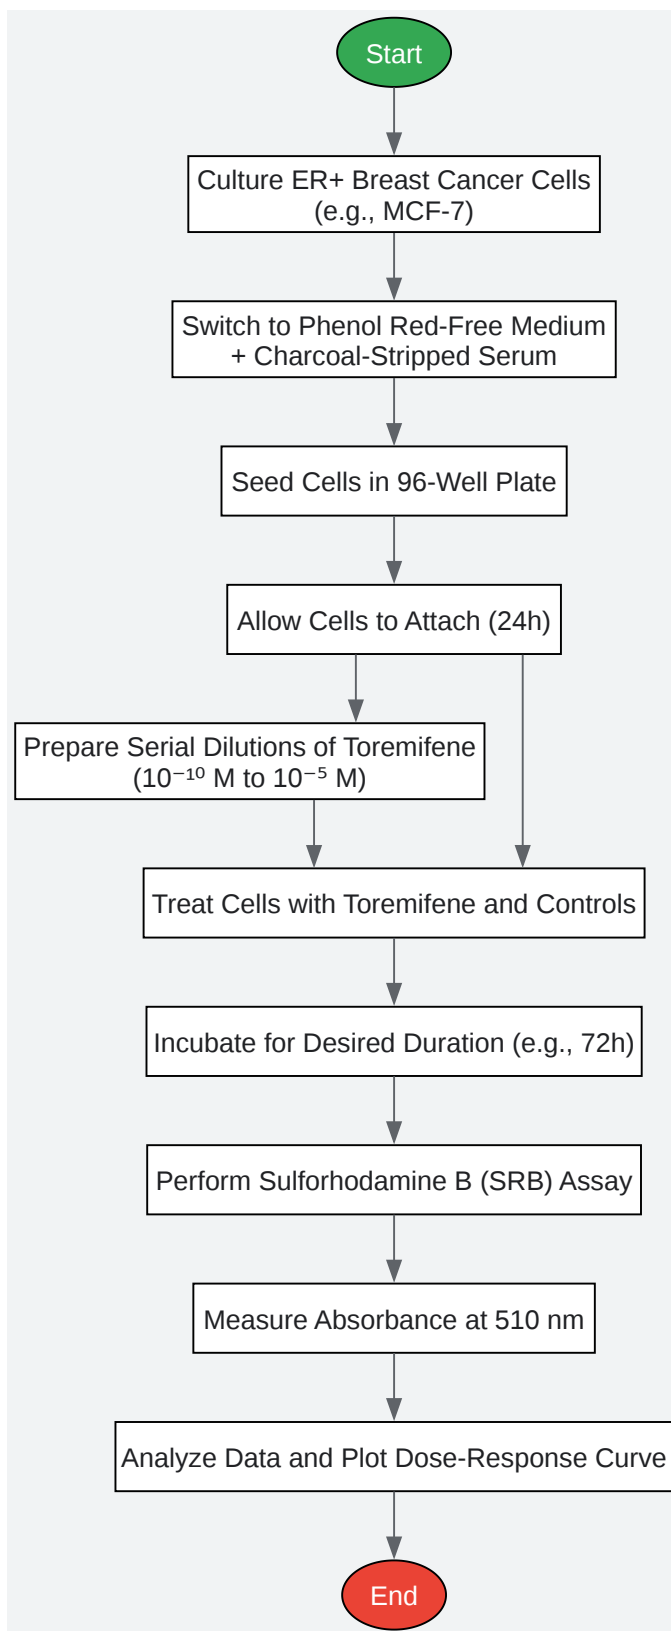 Start
Culture ER+ Breast Cancer Cells
(e.g., MCF-7)
Switch to Phenol Red-Free Medium
+ Charcoal-Stripped Serum
Seed Cells in 96-Well Plate
Allow Cells to Attach (24h)
Prepare Serial Dilutions of Toremifene
(10⁻¹⁰ M to 10⁻⁵ M)
Treat Cells with Toremifene and Controls
Incubate for Desired Duration (e.g., 72h)
Perform Sulforhodamine B (SRB) Assay
Measure Absorbance at 510 nm
Analyze Data and Plot Dose-Response Curve
End